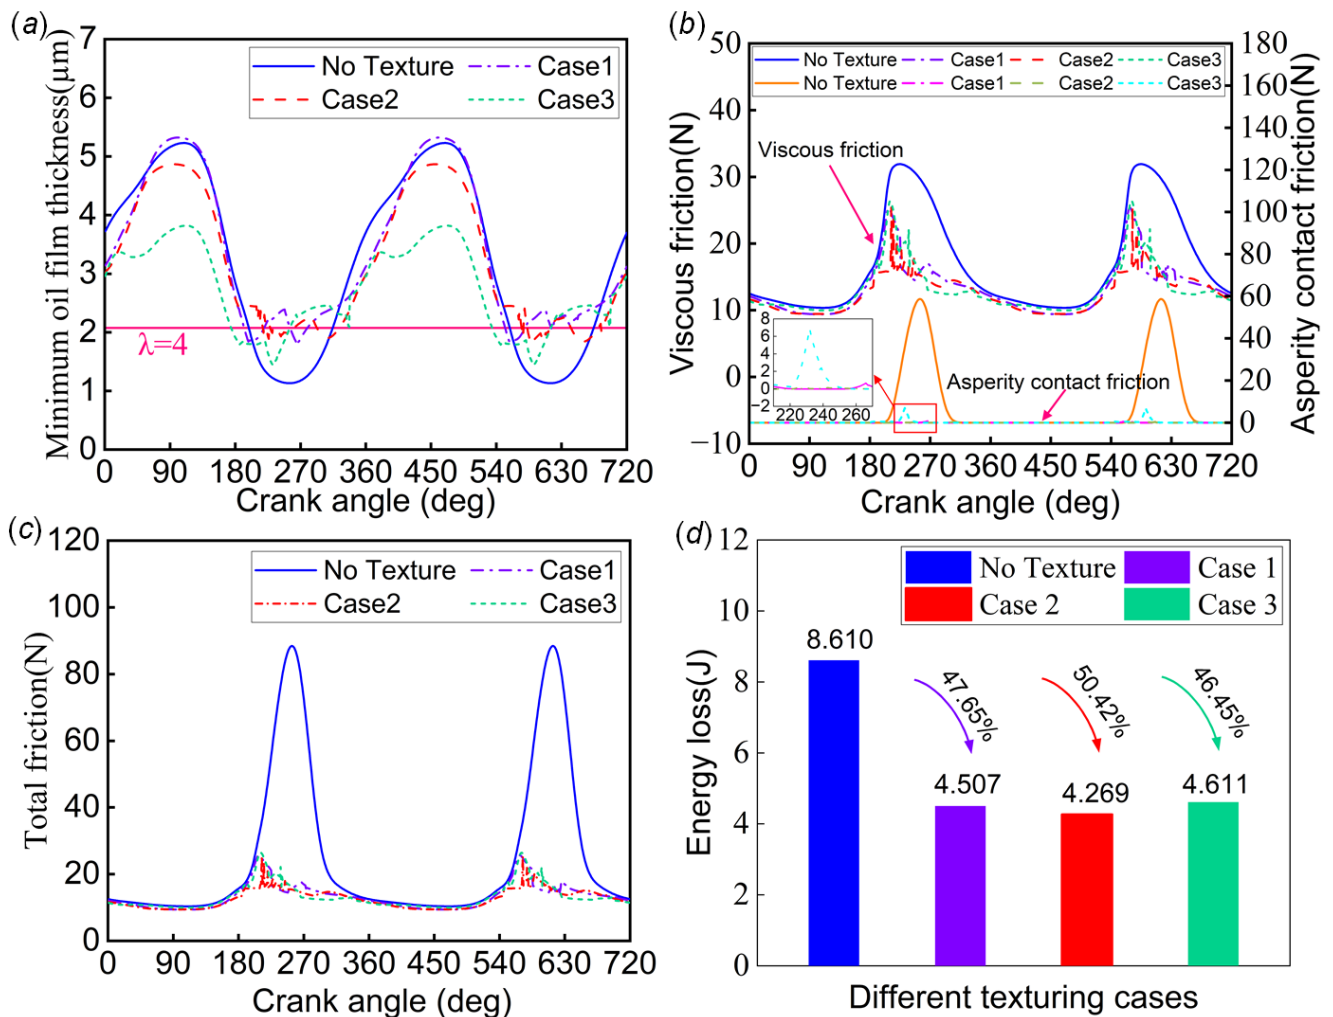 (a)
Minimum oil film thickness(μm)
7
6
5
4
3
2
1
0
No Texture
Case1
Case2
Case3
λ=4
0 90 180 270 360 450 540 630 720
Crank angle (deg)
(b)
Viscous friction(N)
50
40
30
20
10
0
−10
No Texture Case1 Case2 Case3
No Texture Case1 Case2 Case3
Viscous friction
Asperity contact friction
8
6
4
2
0
−2
220 240 260
180
160
140
120
100
80
60
40
20
0
Asperity contact friction(N)
0 90 180 270 360 450 540 630 720
Crank angle (deg)
(c)
Total friction(N)
120
100
80
60
40
20
0
No Texture
Case1
Case2
Case3
0 90 180 270 360 450 540 630 720
Crank angle (deg)
(d)
Energy loss(J)
12
10
8
6
4
2
0
No Texture
Case 1
Case 2
Case 3
8.610
47.65%
50.42%
46.45%
4.507
4.269
4.611
Different texturing cases